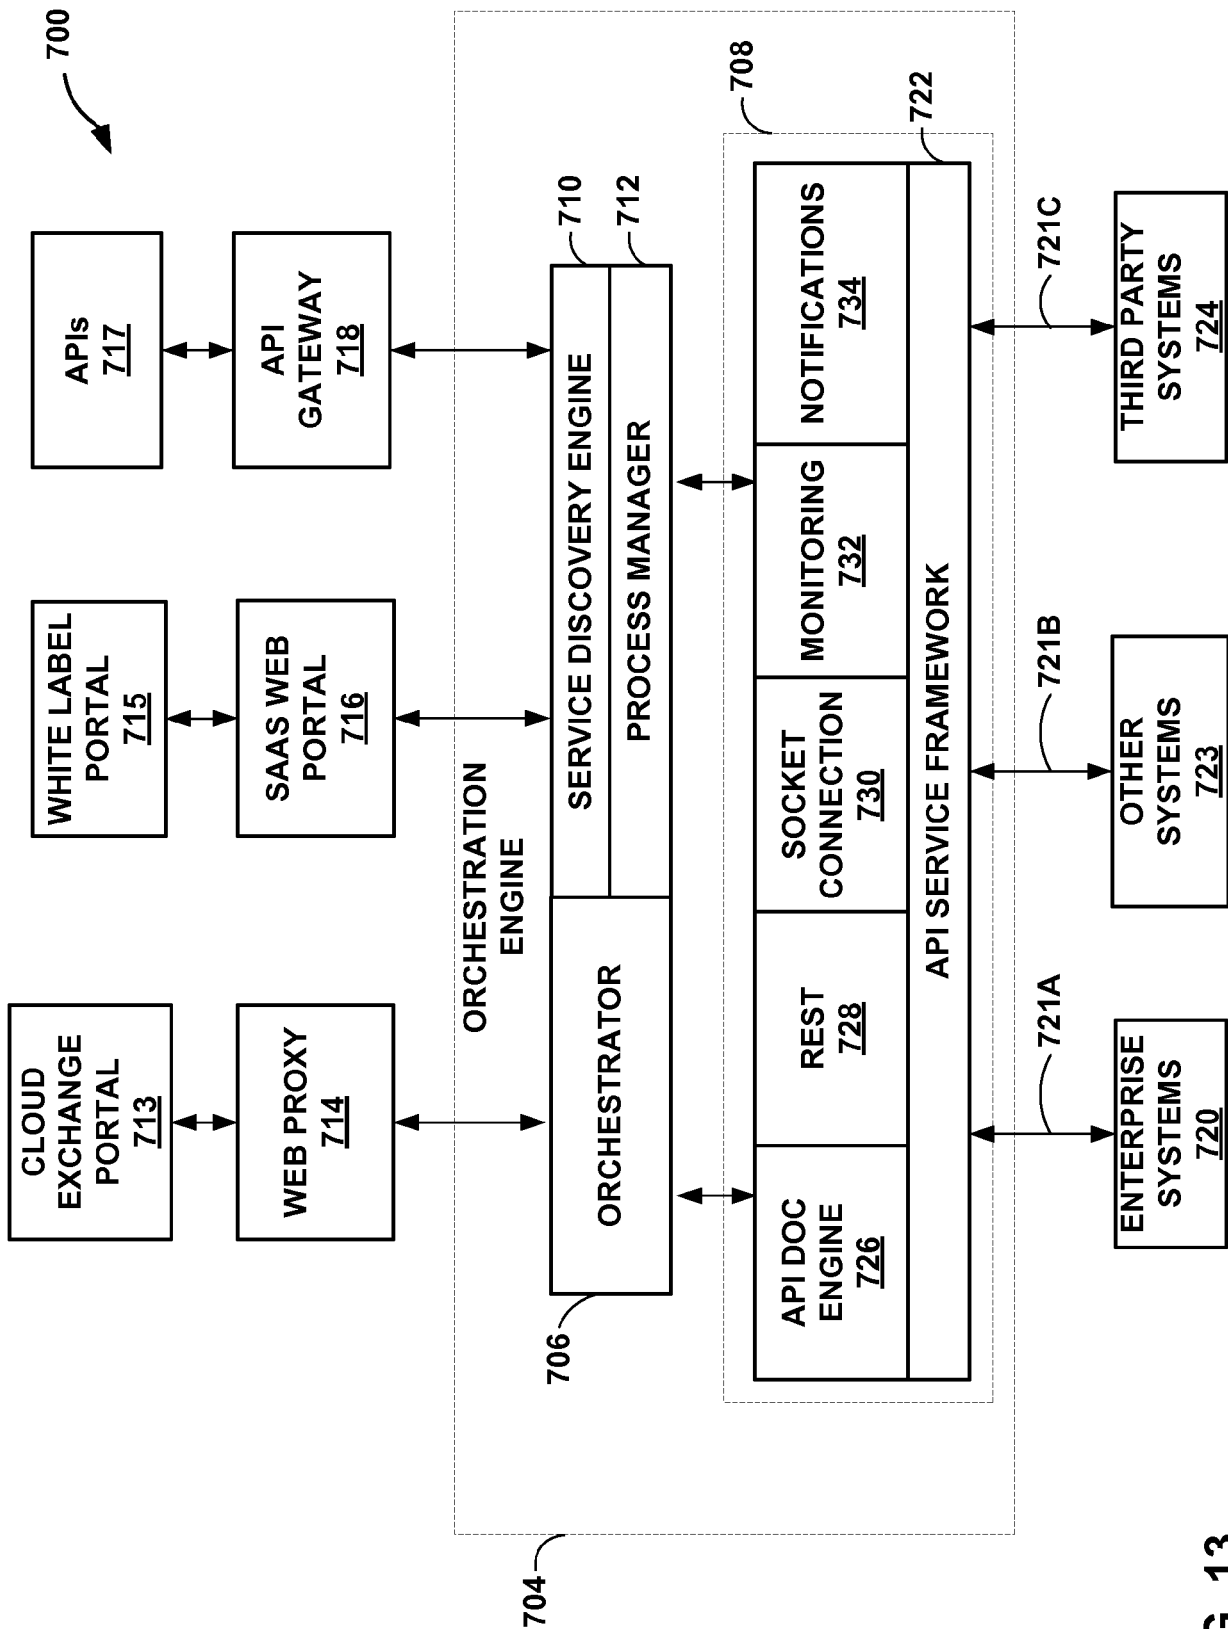 700
CLOUD
EXCHANGE
PORTAL
713
WHITE LABEL
PORTAL
715
APIs
717
WEB PROXY
714
SAAS WEB
PORTAL
716
API
GATEWAY
718
704
ORCHESTRATION
ENGINE
706
ORCHESTRATOR
SERVICE DISCOVERY ENGINE
710
PROCESS MANAGER
712
708
API DOC
ENGINE
726
REST
728
SOCKET
CONNECTION
730
MONITORING
732
NOTIFICATIONS
734
API SERVICE FRAMEWORK
722
721A
721B
721C
ENTERPRISE
SYSTEMS
720
OTHER
SYSTEMS
723
THIRD PARTY
SYSTEMS
724
G. 13